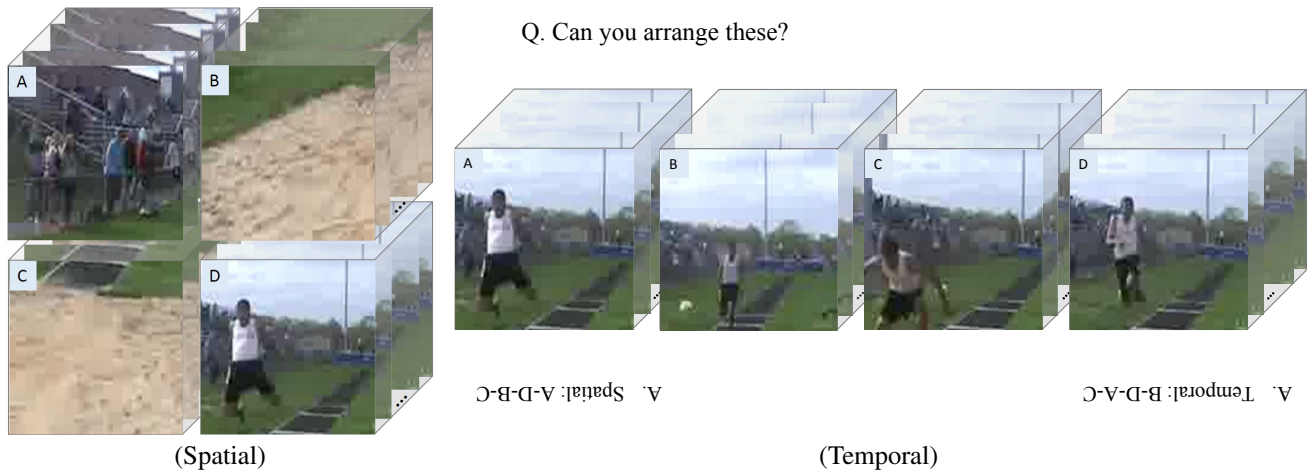 Q. Can you arrange these?
A
B
C
D
A
B
C
D
A. Spatial: A-D-B-C
A. Temporal: B-D-A-C
(Spatial)
(Temporal)